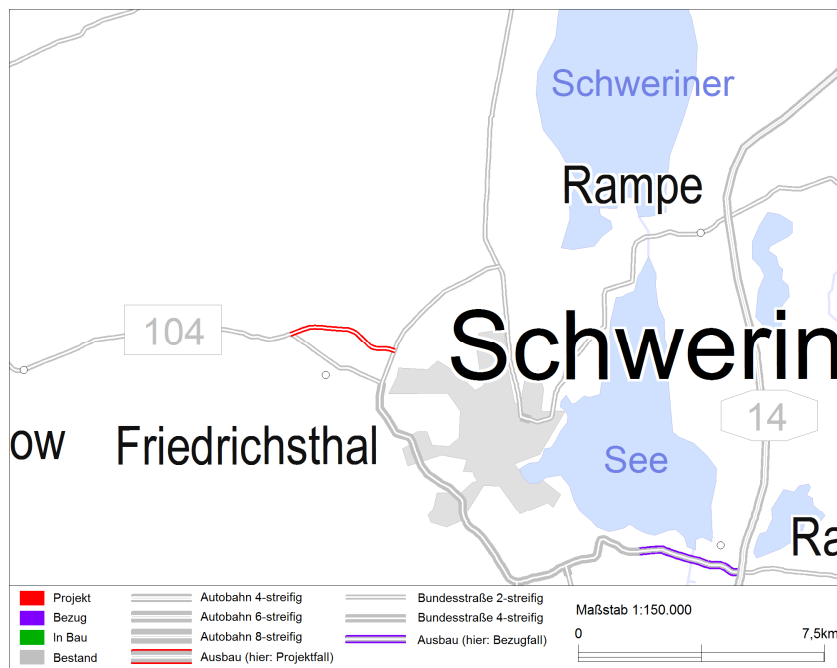 Schweriner
Rampe
104
Schwerin
14
ow
Friedrichsthal
See
Ra
Projekt
Bezug
In Bau
Bestand
Autobahn 4-streifig
Autobahn 6-streifig
Autobahn 8-streifig
Ausbau (hier: Projektfall)
Bundesstraße 2-streifig
Bundesstraße 4-streifig
Ausbau (hier: Bezugfall)
Maßstab 1:150.000
0 7,5km